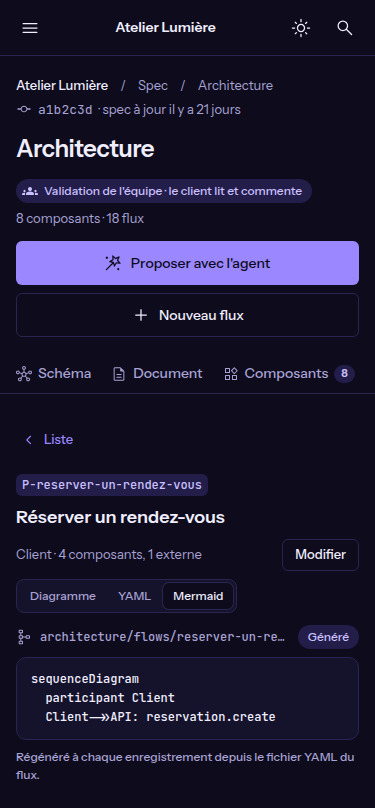 Atelier Lumière
Atelier Lumière / Spec / Architecture
a1b2c3d · spec à jour il y a 21 jours
Architecture
Validation de l'équipe · le client lit et commente
8 composants · 18 flux
Proposer avec l'agent
Nouveau flux
Schéma Document Composants 8
Liste
P-reserver-un-rendez-vous
Réserver un rendez-vous
Client · 4 composants, 1 externe
Modifier
Diagramme YAML Mermaid
architecture/flows/reserver-un-re… Généré
sequenceDiagram
participant Client
Client->>API: reservation.create
Régénéré à chaque enregistrement depuis le fichier YAML du
flux.